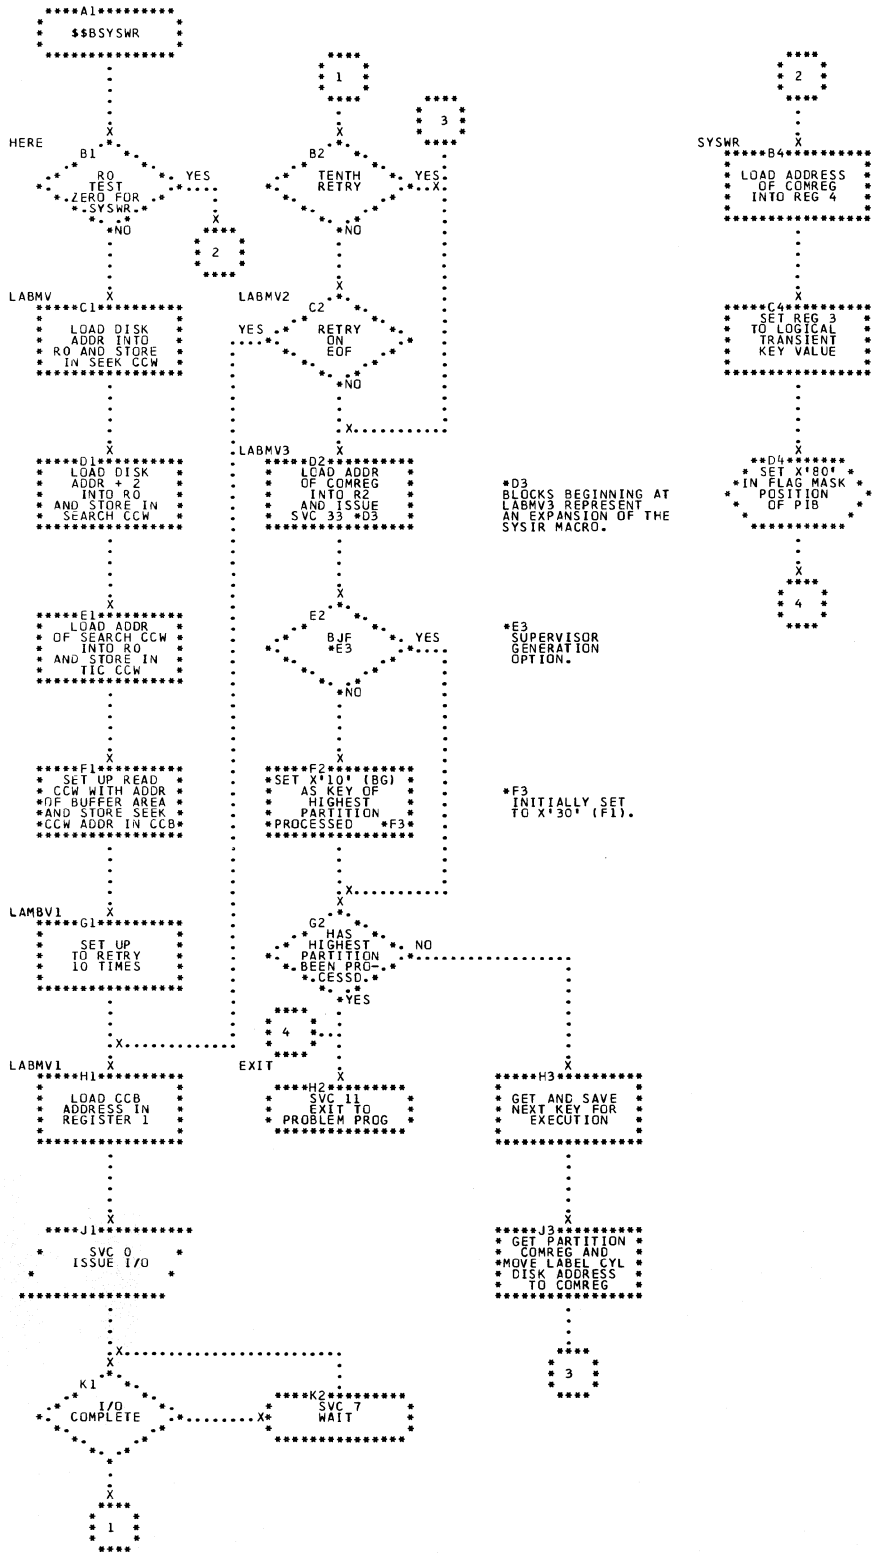 A1
$$BSYSWR
HERE
B1
R0
TEST
ZERO FOR
SYSWR
YES
NO
2
LABMV
C1
LOAD DISK
ADDR INTO
R0 AND STORE
IN SEEK CCW
D1
LOAD DISK
ADDR + 2
INTO R0
AND STORE IN
SEARCH CCW
E1
LOAD ADDR
OF SEARCH CCW
INTO R0
AND STORE IN
TIC CCW
F1
SET UP READ
CCW WITH ADDR
OF BUFFER AREA
AND STORE SEEK
CCW ADDR IN CCB
LAMBV1
G1
SET UP
TO RETRY
10 TIMES
LABMV1
H1
LOAD CCB
ADDRESS IN
REGISTER 1
J1
SVC 0
ISSUE I/O
K1
I/O
COMPLETE
1
K2
SVC 7
WAIT
1
3
B2
TENTH
RETRY
YES
NO
LABMV2
C2
YES
RETRY
ON
EOF
NO
LABMV3
D2
LOAD ADDR
OF COMREG
INTO R2
AND ISSUE
SVC 33 *D3
E2
BJF
*E3
YES
NO
F2
SET X'10' (BG)
AS KEY OF
HIGHEST
PARTITION
PROCESSED *F3
G2
HAS
HIGHEST
PARTITION
BEEN PRO-
CESSD.
NO
YES
4
EXIT
H2
SVC 11
EXIT TO
PROBLEM PROG
*D3
BLOCKS BEGINNING AT
LABMV3 REPRESENT
AN EXPANSION OF THE
SYSIR MACRO.
*E3
SUPERVISOR
GENERATION
OPTION.
*F3
INITIALLY SET
TO X'30' (F1).
H3
GET AND SAVE
NEXT KEY FOR
EXECUTION
J3
GET PARTITION
COMREG AND
MOVE LABEL CYL
DISK ADDRESS
TO COMREG
3
2
SYSWR
B4
LOAD ADDRESS
OF COMREG
INTO REG 4
C4
SET REG 3
TO LOGICAL
TRANSIENT
KEY VALUE
D4
SET X'80'
IN FLAG MASK
POSITION
OF PIB
4